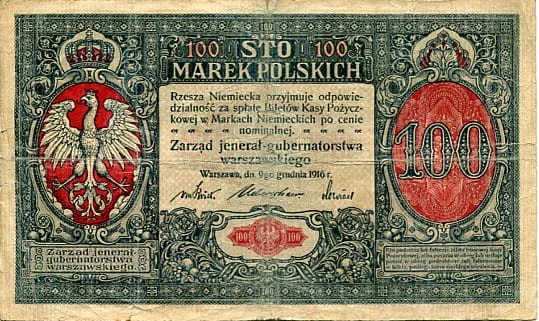 100 STO 100
MAREK POLSKICH
Rzesza Niemiecka przyjmuje odpowie-
dzialność za spłatę Biletów Kasy Pożycz-
kowej w Markach Niemieckich po cenie
nominalnej.
Zarząd jenerał-gubernatorstwa
warszawskiego
Warszawa, dn. 9go grudnia 1916 r.
100
100 100
Zarząd jenerał-
gubernatorstwa
warszawskiego.